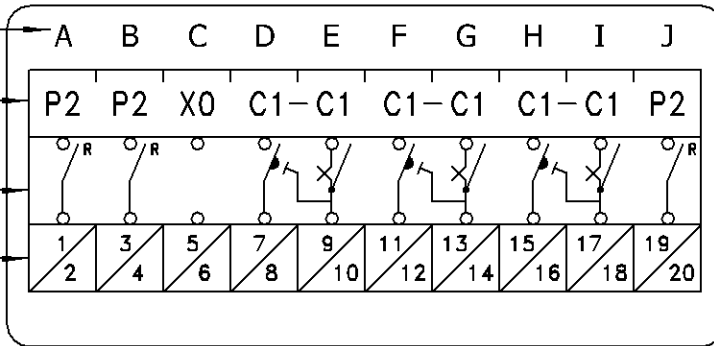 A B C D E F G H I J
P2 P2 X0 C1-C1 C1-C1 C1-C1 P2
R R R
1 3 5 7 9 11 13 15 17 19
2 4 6 8 10 12 14 16 18 20